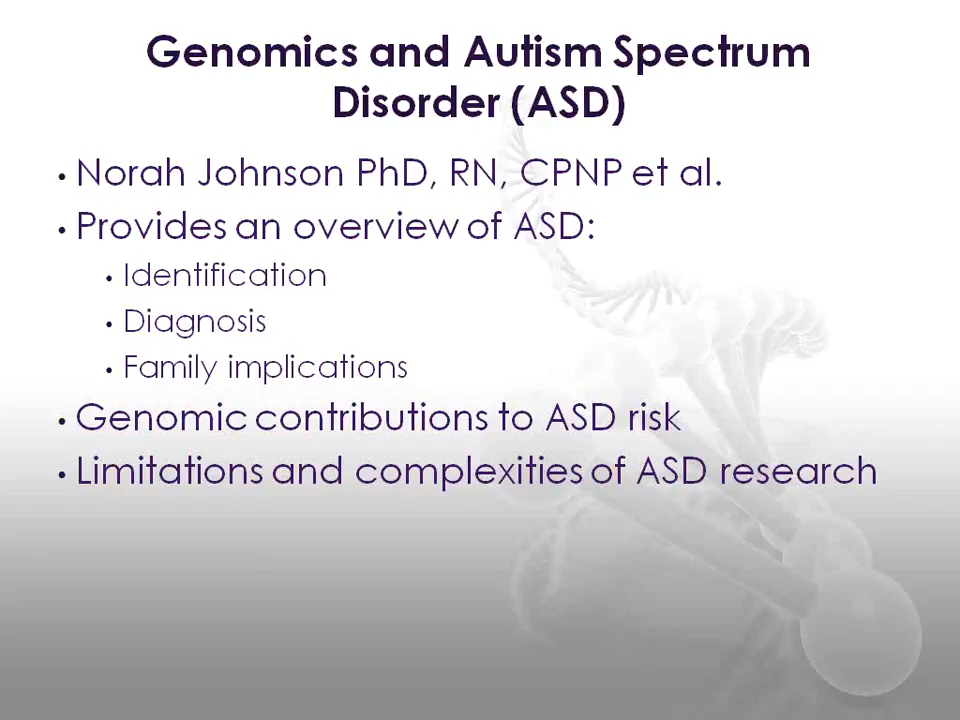 Genomics and Autism Spectrum
Disorder (ASD)
• Norah Johnson PhD, RN, CPNP et al.
• Provides an overview of ASD:
• Identification
• Diagnosis
• Family implications
• Genomic contributions to ASD risk
• Limitations and complexities of ASD research